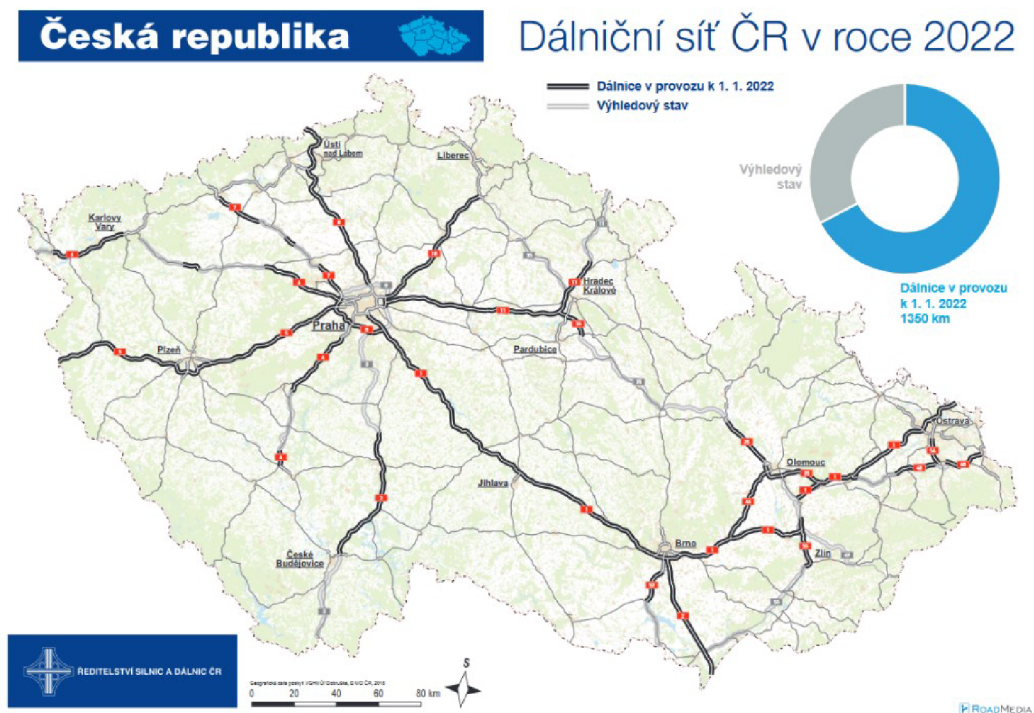 Česká republika
Dálniční síť ČR v roce 2022
Dálnice v provozu k 1. 1. 2022
Výhledový stav
Výhledový
stav
Dálnice v provozu
k 1. 1. 2022
1350 km
Ústí
nad Labem
Liberec
Karlovy
Vary
Hradec
Králové
Praha
Plzeň
Pardubice
Ostrava
Olomouc
Jihlava
Brno
Zlín
České
Budějovice
ŘEDITELSTVÍ SILNIC A DÁLNIC ČR
S
0 20 40 60 80 km
ROADMEDIA